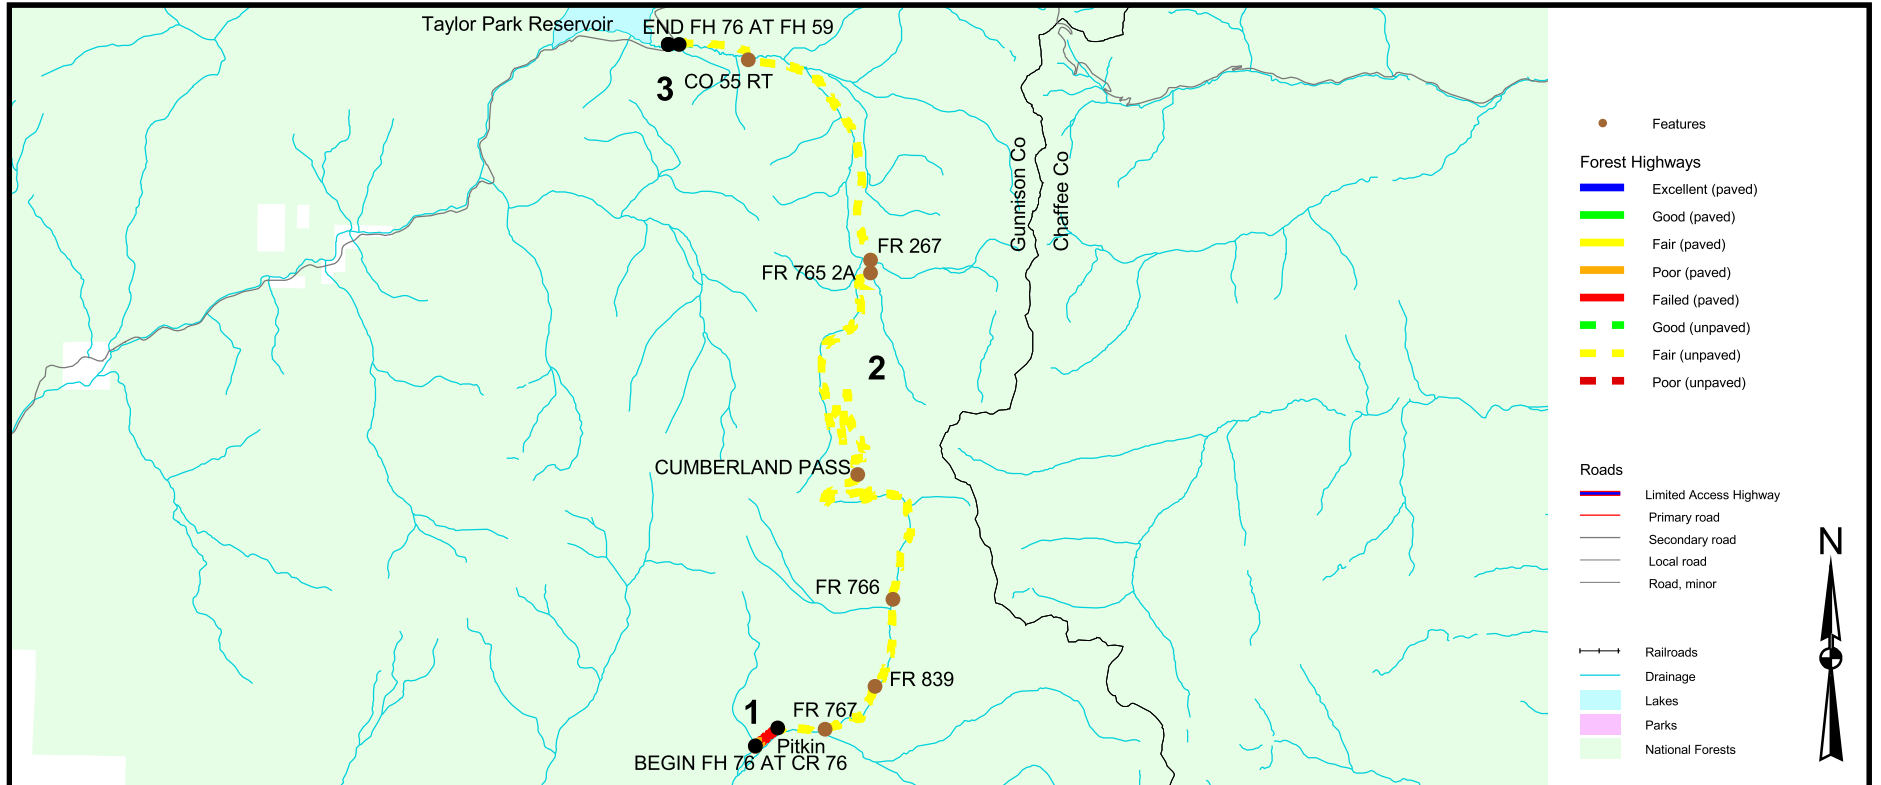 Taylor Park Reservoir
END FH 76 AT FH 59
3
CO 55 RT
Gunnison Co
Chaffee Co
FR 267
FR 765 2A
2
CUMBERLAND PASS
FR 766
FR 839
1
FR 767
Pitkin
BEGIN FH 76 AT CR 76
Features
Forest Highways
Excellent (paved)
Good (paved)
Fair (paved)
Poor (paved)
Failed (paved)
Good (unpaved)
Fair (unpaved)
Poor (unpaved)
Roads
Limited Access Highway
Primary road
Secondary road
Local road
Road, minor
Railroads
Drainage
Lakes
Parks
National Forests
N